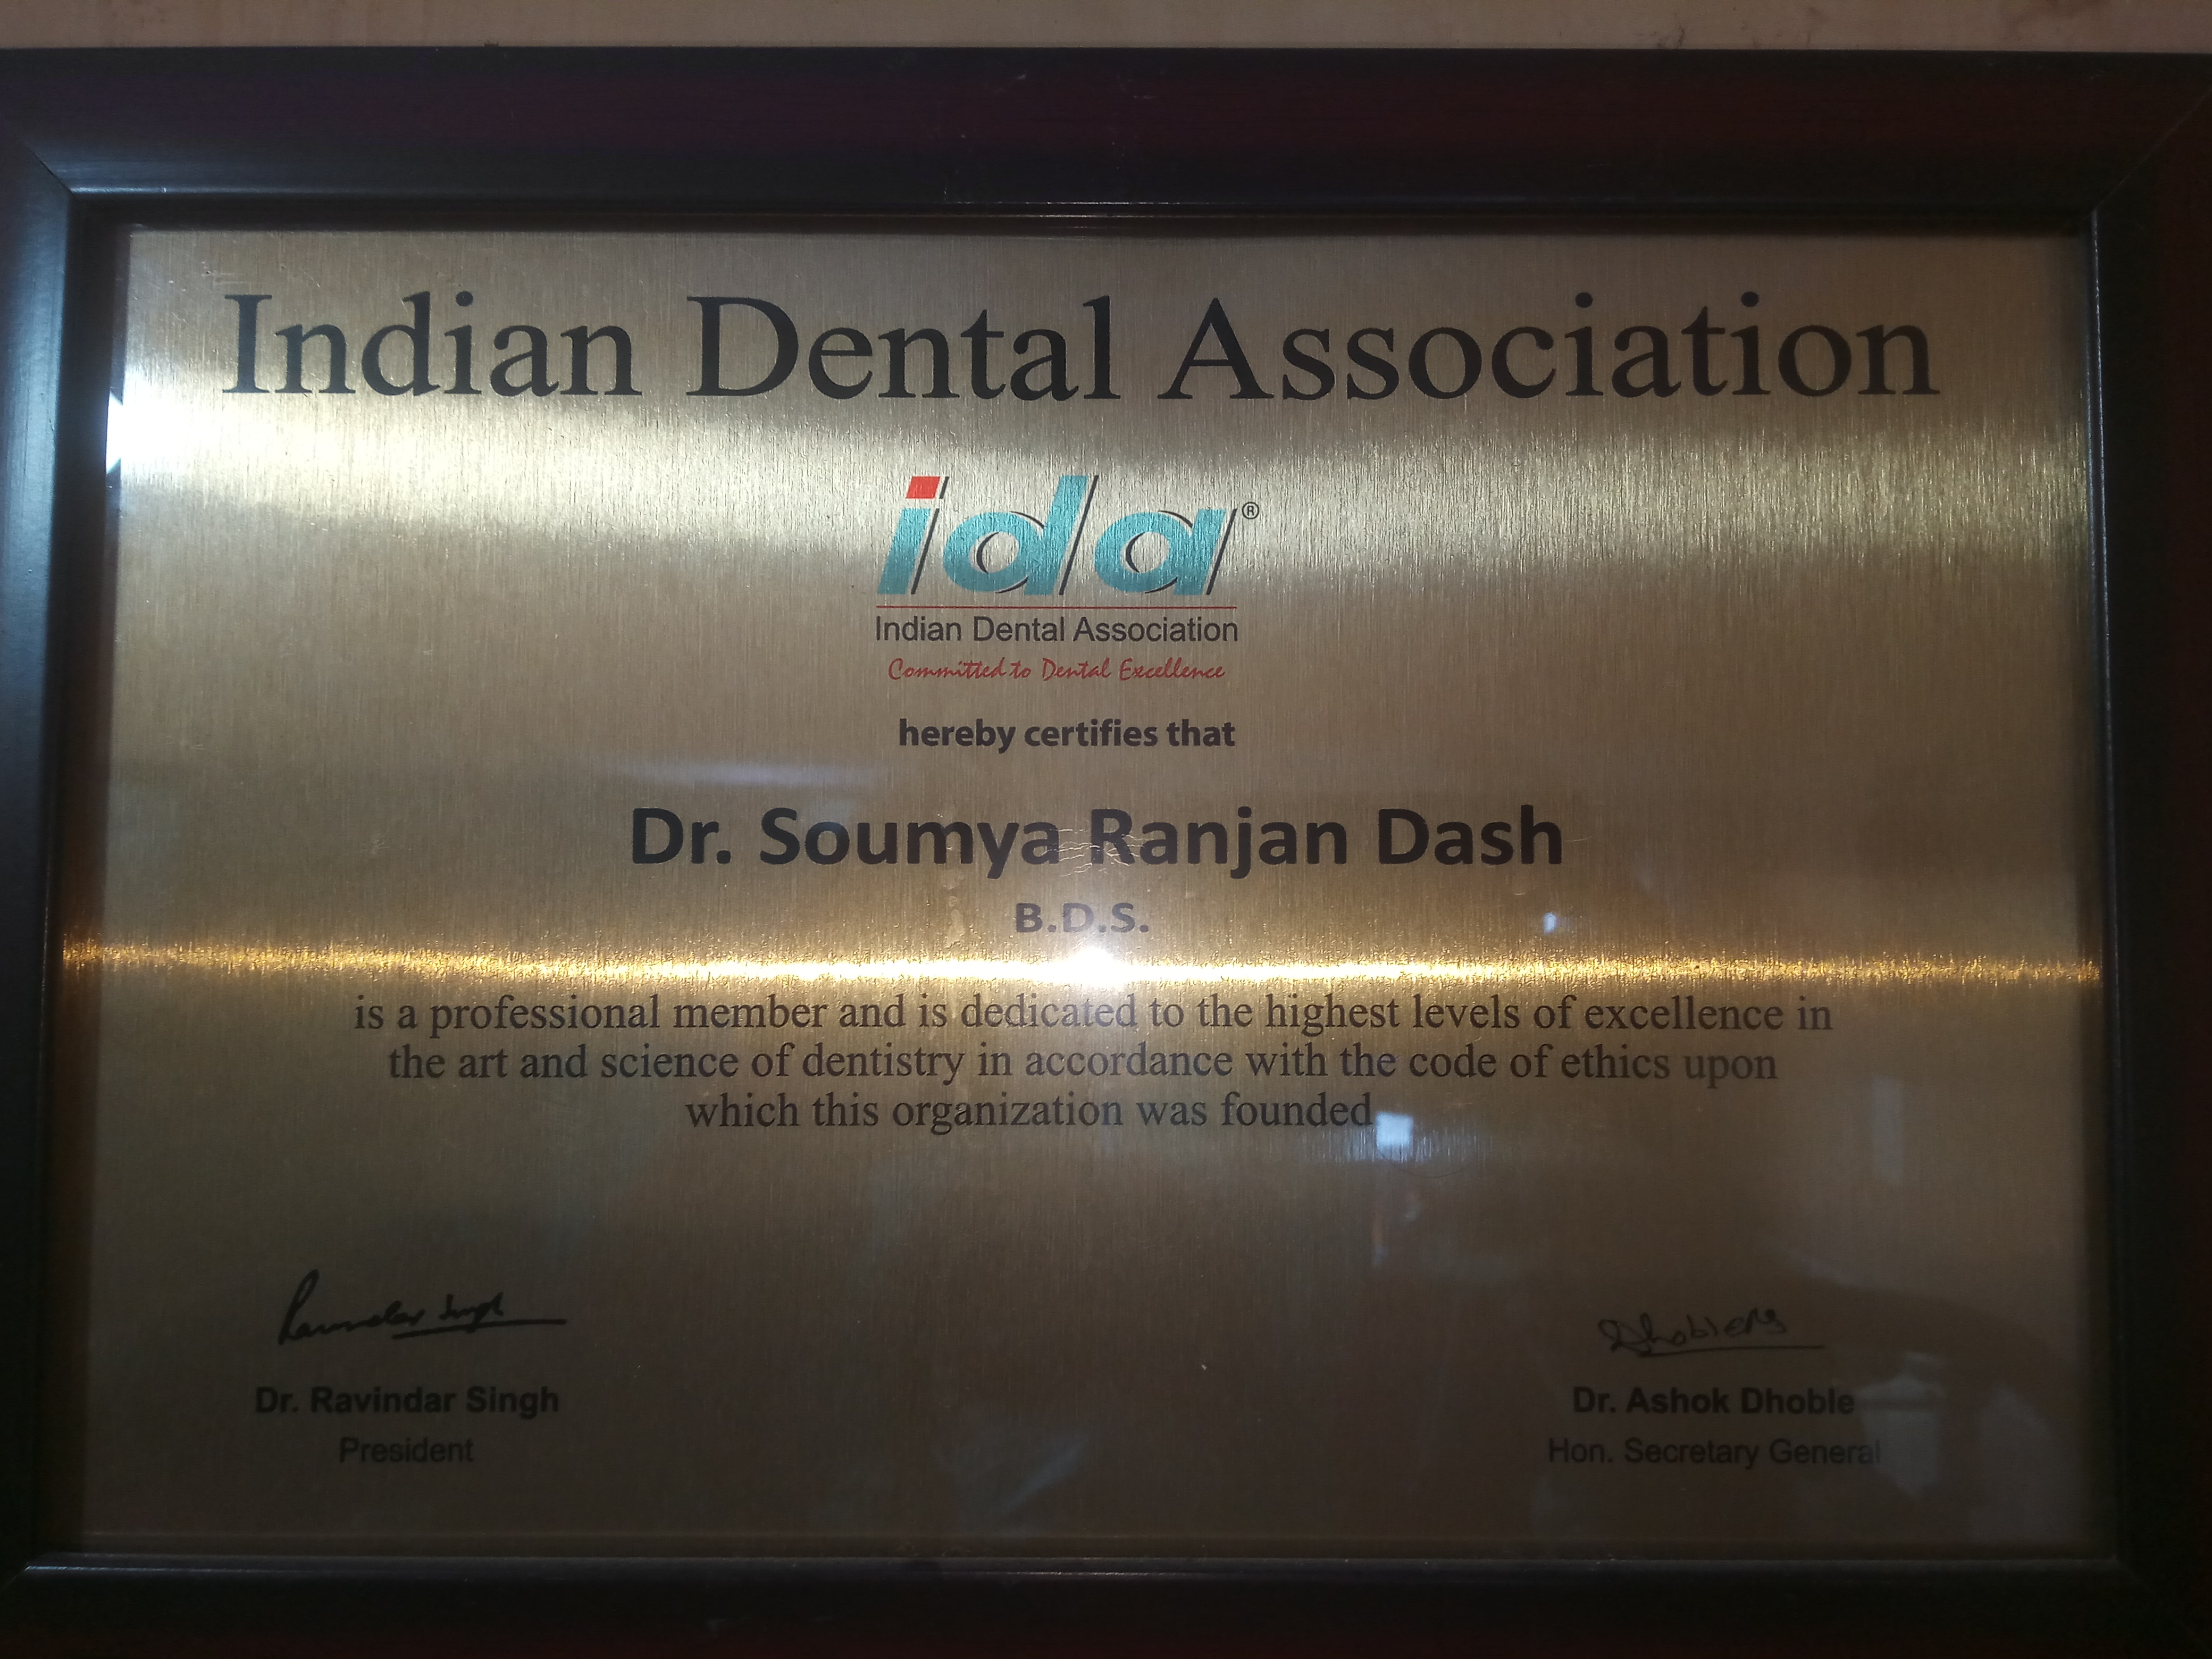 Indian Dental Association
ida®
Indian Dental Association
Committed to Dental Excellence
hereby certifies that
Dr. Soumya Ranjan Dash
B.D.S.
is a professional member and is dedicated to the highest levels of excellence in
the art and science of dentistry in accordance with the code of ethics upon
which this organization was founded
Dr. Ravindar Singh
President
Dr. Ashok Dhoble
Hon. Secretary General